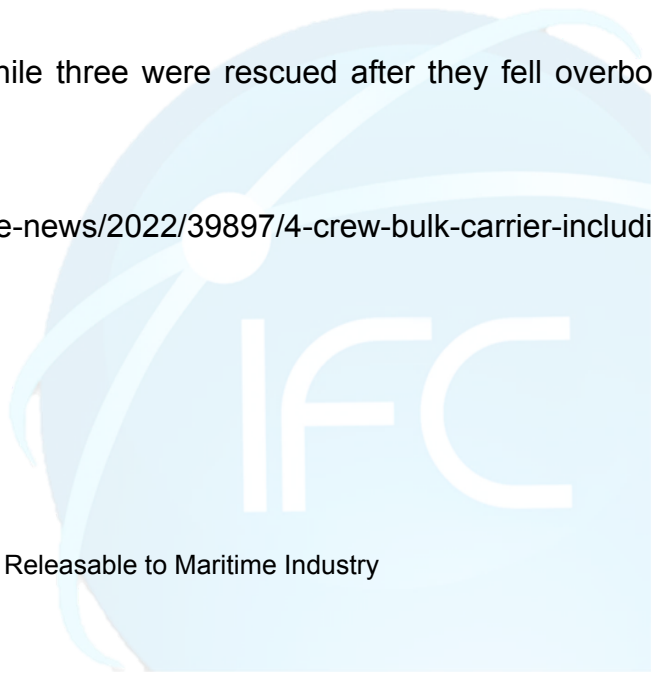 hile three were rescued after they fell overbo
e-news/2022/39897/4-crew-bulk-carrier-includi
IFC
Releasable to Maritime Industry